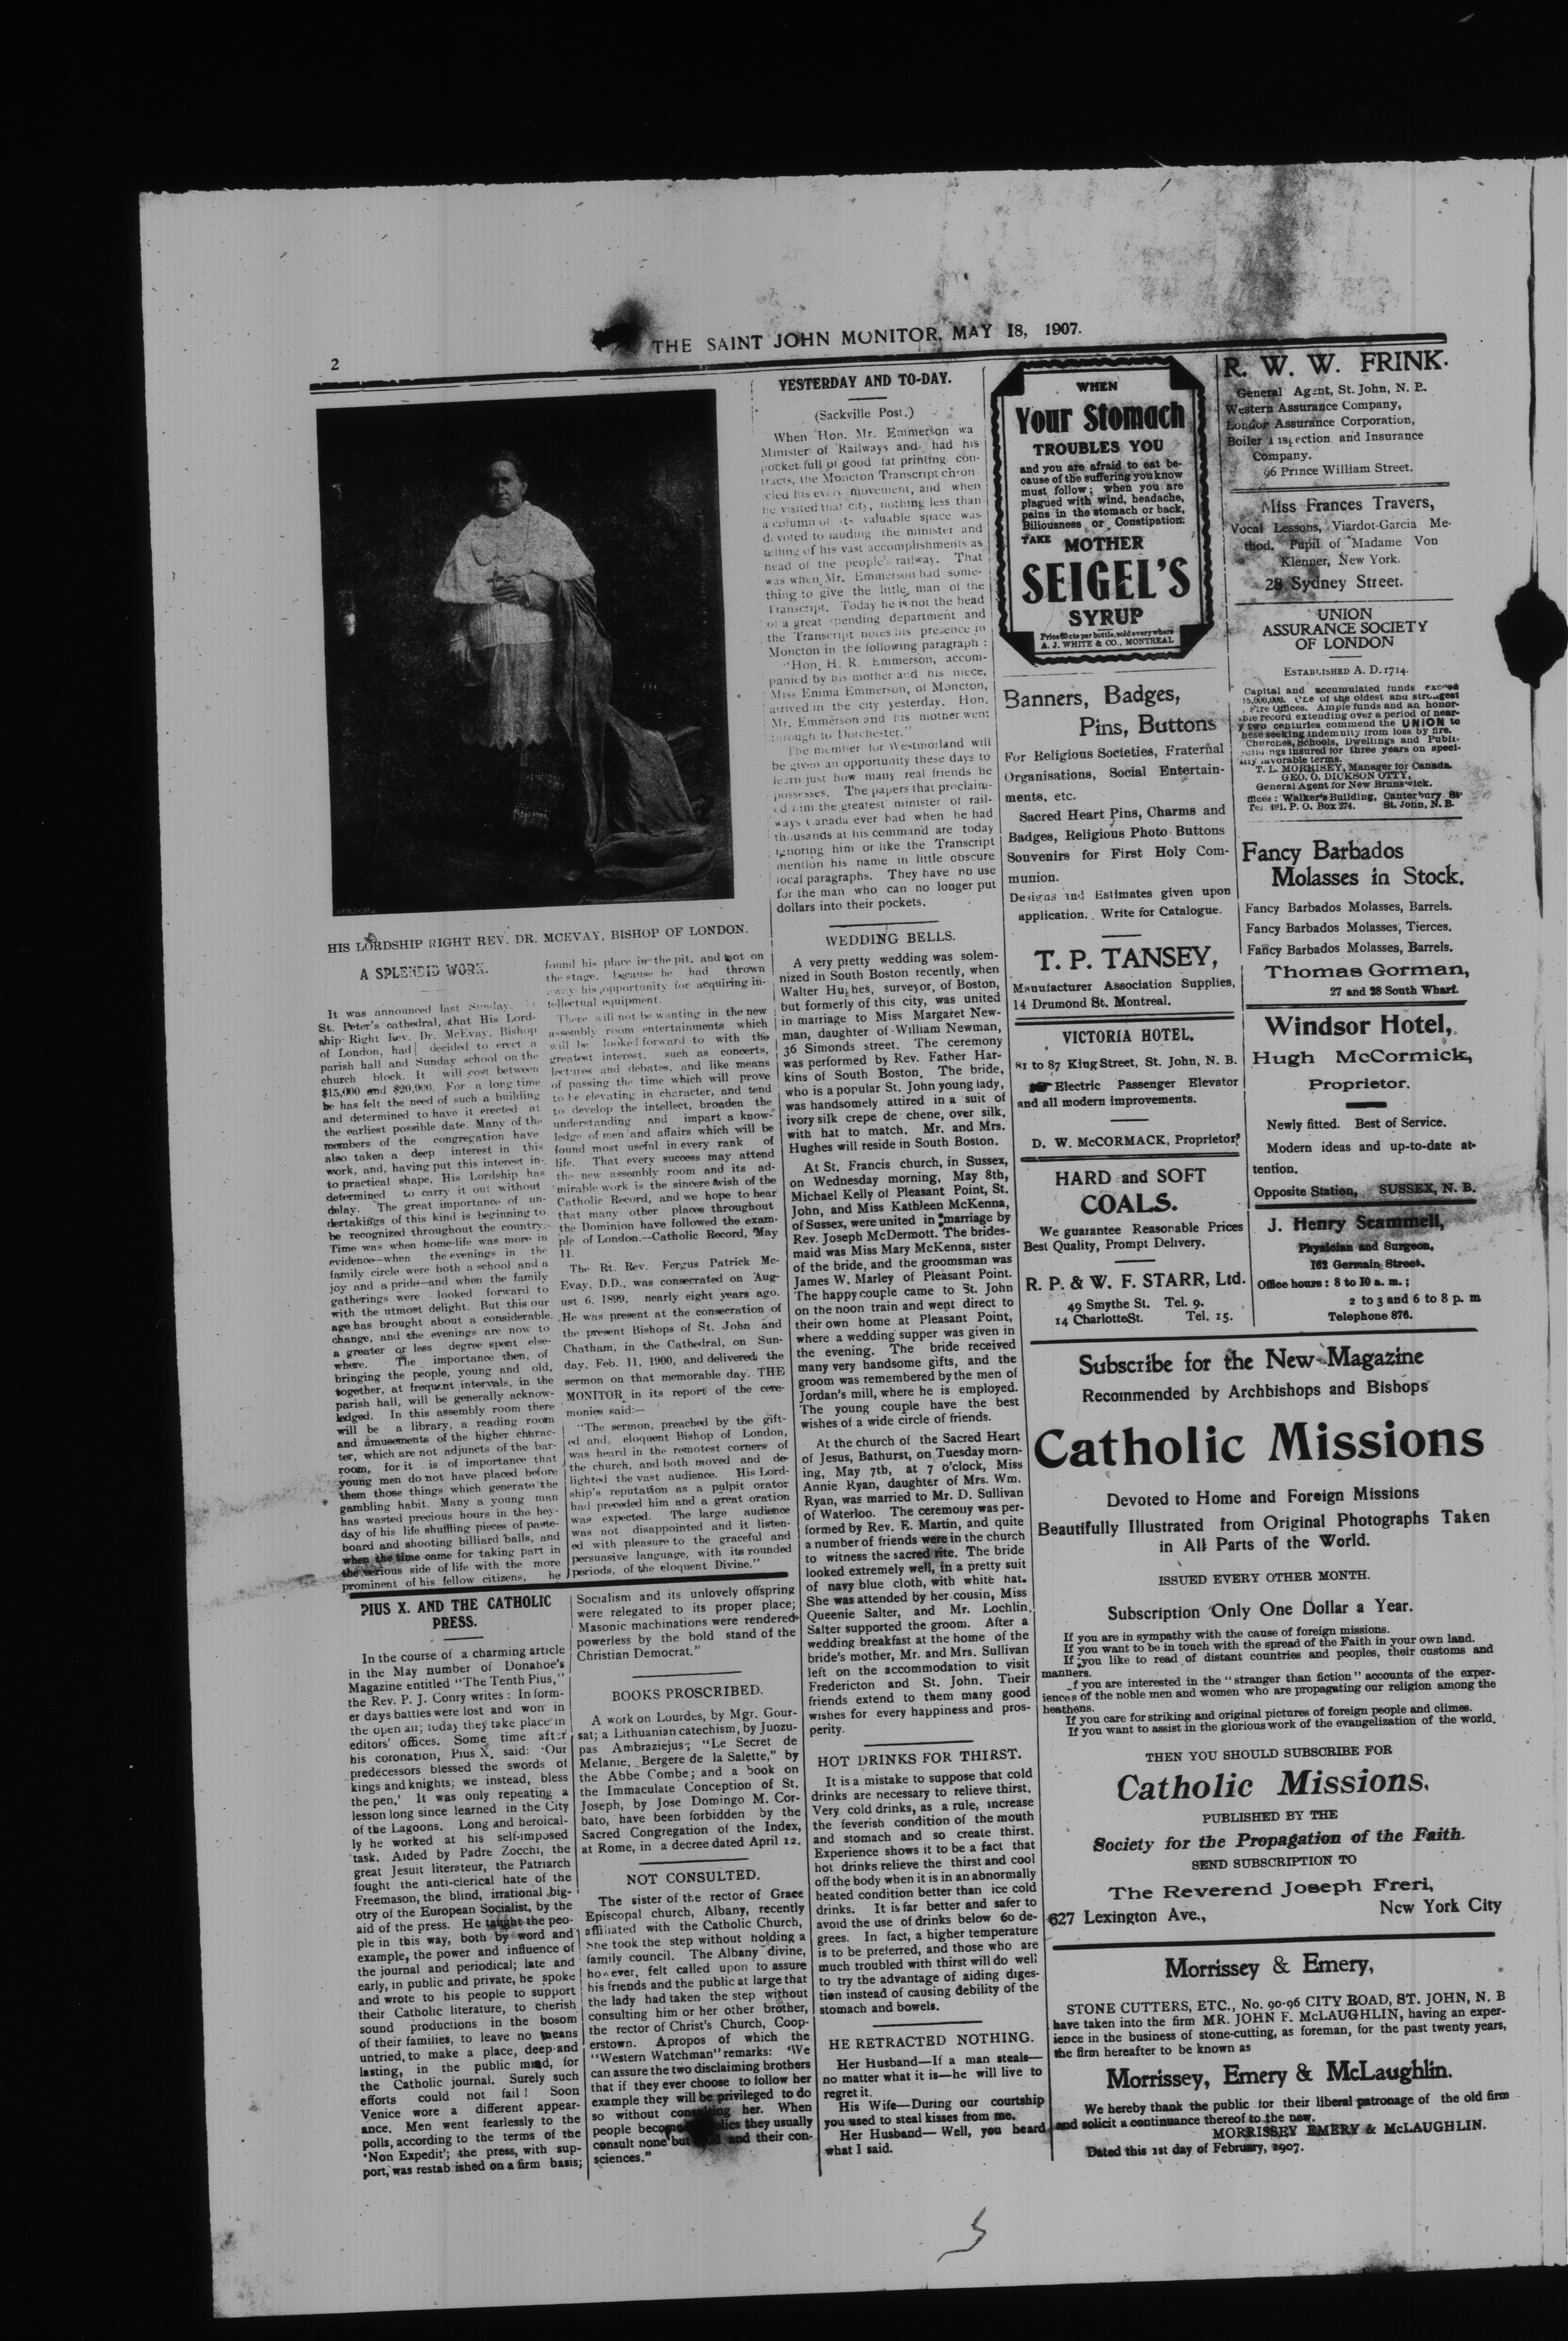 2
THE SAINT JOHN MONITOR, MAY 18, 1907.
HIS LORDSHIP RIGHT REV. DR. MCEVAY, BISHOP OF LONDON.
A SPLENDID WORK.
It was announced last Sunday, in
St. Peter's cathedral, that His Lord-
ship Right Rev. Dr. McEvay, Bishop
of London, had decided to erect a
parish hall and Sunday school on the
church block. It will cost between
$15,000 and $20,000. For a long time
he has felt the need of such a building
and determined to have it erected at
the earliest possible date. Many of the
members of the congregation have
also taken a deep interest in this
work, and, having put this interest in-
to practical shape, His Lordship has
determined to carry it out without
delay. The great importance of un-
dertakings of this kind is beginning to
be recognized throughout the country.
Time was when home-life was more in
evidence—when the evenings in the
family circle were both a school and a
joy and a pride—and when the family
gatherings were looked forward to
with the utmost delight. But this our
age has brought about a considerable
change, and the evenings are now to
a greater or less degree spent else-
where. The importance then, of
bringing the people, young and old,
together, at frequent intervals, in the
parish hall, will be generally acknow-
ledged. In this assembly room there
will be a library, a reading room
and amusements of the higher charac-
ter, which are not adjuncts of the bar-
room, for it is of importance that
young men do not have placed before
them those things which generate the
gambling habit. Many a young man
has wasted precious hours in the hey-
day of his life shuffling pieces of paste-
board and shooting billiard balls, and
when the time came for taking part in
the serious side of life with the more
prominent of his fellow citizens, he
found his place in the pit, and not on
the stage, because he had thrown
away his opportunity for acquiring in-
tellectual equipment.
There will not be wanting in the new
assembly room entertainments which
will be looked forward to with the
greatest interest, such as concerts,
lectures and debates, and like means
of passing the time which will prove
to be elevating in character, and tend
to develop the intellect, broaden the
understanding and impart a know-
ledge of men and affairs which will be
found most useful in every rank of
life. That every success may attend
the new assembly room and its ad-
mirable work is the sincere wish of the
Catholic Record, and we hope to hear
that many other places throughout
the Dominion have followed the exam-
ple of London.—Catholic Record, May
11.
The Rt. Rev. Fergus Patrick Mc-
Evay, D.D., was consecrated on Aug-
ust 6, 1899, nearly eight years ago.
He was present at the consecration of
the present Bishops of St. John and
Chatham, in the Cathedral, on Sun-
day, Feb. 11, 1900, and delivered the
sermon on that memorable day. THE
MONITOR in its report of the cere-
monies said:—
"The sermon, preached by the gift-
ed and eloquent Bishop of London,
was heard in the remotest corners of
the church, and both moved and de-
lighted the vast audience. His Lord-
ship's reputation as a pulpit orator
had preceded him and a great oration
was expected. The large audience
was not disappointed and it listen-
ed with pleasure to the graceful and
persuasive language, with its rounded
periods, of the eloquent Divine."
PIUS X. AND THE CATHOLIC
PRESS.
In the course of a charming article
in the May number of Donahoe's
Magazine entitled "The Tenth Pius,"
the Rev. P. J. Conry writes: In form-
er days battles were lost and won in
the open air; today they take place in
editors' offices. Some time after
his coronation, Pius X. said: 'Our
predecessors blessed the swords of
kings and knights; we instead, bless
the pen.' It was only repeating a
lesson long since learned in the City
of the Lagoons. Long and heroical-
ly he worked at his self-imposed
task. Aided by Padre Zocchi, the
great Jesuit literateur, the Patriarch
fought the anti-clerical hate of the
Freemason, the blind, irrational big-
otry of the European Socialist, by the
aid of the press. He taught the peo-
ple in this way, both by word and
example, the power and influence of
the journal and periodical; late and
early, in public and private, he spoke
and wrote to his people to support
their Catholic literature, to cherish
sound productions in the bosom
of their families, to leave no means
untried, to make a place, deep and
lasting, in the public mind, for
the Catholic journal. Surely such
efforts could not fail! Soon
Venice wore a different appear-
ance. Men went fearlessly to the
polls, according to the terms of the
'Non Expedit'; the press, with sup-
port, was restab ished on a firm basis;
Socialism and its unlovely offspring
were relegated to its proper place;
Masonic machinations were rendered
powerless by the bold stand of the
Christian Democrat."
BOOKS PROSCRIBED.
A work on Lourdes, by Mgr. Gour-
sat; a Lithuanian catechism, by Juozu-
pas Ambraziejus; "Le Secret de
Melanie, Bergere de la Salette," by
the Abbe Combe; and a book on
the Immaculate Conception of St.
Joseph, by Jose Domingo M. Cor-
bato, have been forbidden by the
Sacred Congregation of the Index,
at Rome, in a decree dated April 12.
NOT CONSULTED.
The sister of the rector of Grace
Episcopal church, Albany, recently
affiliated with the Catholic Church,
She took the step without holding a
family council. The Albany divine,
however, felt called upon to assure
his friends and the public at large that
the lady had taken the step without
consulting him or her other brother,
the rector of Christ's Church, Coop-
erstown. Apropos of which the
"Western Watchman" remarks: 'We
can assure the two disclaiming brothers
that if they ever choose to follow her
example they will be privileged to do
so without consulting her. When
people become they usually
consult none but and their con-
sciences."
YESTERDAY AND TO-DAY.
(Sackville Post.)
When Hon. Mr. Emmerson wa
Minister of Railways and had his
pocket full of good fat printing con-
tracts, the Moncton Transcript chron-
icled his every movement, and when
he visited that city, nothing less than
a column of its valuable space was
devoted to lauding the minister and
telling of his vast accomplishments as
head of the people's railway. That
was when Mr. Emmerson had some-
thing to give the little man of the
Transcript. Today he is not the head
of a great spending department and
the Transcript notes his presence in
Moncton in the following paragraph:
"Hon. H. R. Emmerson, accom-
panied by his mother and his niece,
Miss Emma Emmerson, of Moncton,
arrived in the city yesterday. Hon.
Mr. Emmerson and his mother went
through to Dorchester."
The member for Westmorland will
be given an opportunity these days to
learn just how many real friends he
possesses. The papers that proclaim-
ed him the greatest minister of rail-
ways Canada ever had when he had
thousands at his command are today
ignoring him or like the Transcript
mention his name in little obscure
local paragraphs. They have no use
for the man who can no longer put
dollars into their pockets.
WEDDING BELLS.
A very pretty wedding was solem-
nized in South Boston recently, when
Walter Hughes, surveyor, of Boston,
but formerly of this city, was united
in marriage to Miss Margaret New-
man, daughter of William Newman,
36 Simonds street. The ceremony
was performed by Rev. Father Har-
kins of South Boston. The bride,
who is a popular St. John young lady,
was handsomely attired in a suit of
ivory silk crepe de chene, over silk,
with hat to match. Mr. and Mrs.
Hughes will reside in South Boston.
At St. Francis church, in Sussex,
on Wednesday morning, May 8th,
Michael Kelly of Pleasant Point, St.
John, and Miss Kathleen McKenna,
of Sussex, were united in marriage by
Rev. Joseph McDermott. The brides-
maid was Miss Mary McKenna, sister
of the bride, and the groomsman was
James W. Marley of Pleasant Point.
The happy couple came to St. John
on the noon train and went direct to
their own home at Pleasant Point,
where a wedding supper was given in
the evening. The bride received
many very handsome gifts, and the
groom was remembered by the men of
Jordan's mill, where he is employed.
The young couple have the best
wishes of a wide circle of friends.
At the church of the Sacred Heart
of Jesus, Bathurst, on Tuesday morn-
ing, May 7th, at 7 o'clock, Miss
Annie Ryan, daughter of Mrs. Wm.
Ryan, was married to Mr. D. Sullivan
of Waterloo. The ceremony was per-
formed by Rev. E. Martin, and quite
a number of friends were in the church
to witness the sacred rite. The bride
looked extremely well, in a pretty suit
of navy blue cloth, with white hat.
She was attended by her cousin, Miss
Queenie Salter, and Mr. Lochlin
Salter supported the groom. After a
wedding breakfast at the home of the
bride's mother, Mr. and Mrs. Sullivan
left on the accommodation to visit
Fredericton and St. John. Their
friends extend to them many good
wishes for every happiness and pros-
perity.
HOT DRINKS FOR THIRST.
It is a mistake to suppose that cold
drinks are necessary to relieve thirst.
Very cold drinks, as a rule, increase
the feverish condition of the mouth
and stomach and so create thirst.
Experience shows it to be a fact that
hot drinks relieve the thirst and cool
off the body when it is in an abnormally
heated condition better than ice cold
drinks. It is far better and safer to
avoid the use of drinks below 60 de-
grees. In fact, a higher temperature
is to be preferred, and those who are
much troubled with thirst will do well
to try the advantage of aiding diges-
tion instead of causing debility of the
stomach and bowels.
HE RETRACTED NOTHING.
Her Husband—If a man steals—
no matter what it is—he will live to
regret it.
His Wife—During our courtship
you used to steal kisses from me.
Her Husband—Well, you heard
what I said.
WHEN
Your Stomach
TROUBLES YOU
and you are afraid to eat be-
cause of the suffering you know
must follow; when you are
plagued with wind, headache,
pains in the stomach or back,
Biliousness or Constipation:
TAKE MOTHER
SEIGEL'S
SYRUP
Price 60 cts per bottle, sold everywhere
A. J. WHITE & CO., MONTREAL
Banners, Badges,
Pins, Buttons
For Religious Societies, Fraternal
Organisations, Social Entertain-
ments, etc.
Sacred Heart Pins, Charms and
Badges, Religious Photo Buttons
Souvenirs for First Holy Com-
munion.
Designs and Estimates given upon
application. Write for Catalogue.
T. P. TANSEY,
Manufacturer Association Supplies,
14 Drumond St. Montreal.
VICTORIA HOTEL.
81 to 87 King Street, St. John, N. B.
Electric Passenger Elevator
and all modern improvements.
D. W. McCORMACK, Proprietor
HARD and SOFT
COALS.
We guarantee Reasonable Prices
Best Quality, Prompt Delivery.
R. P. & W. F. STARR, Ltd.
49 Smythe St. Tel. 9.
14 Charlotte St. Tel. 15.
R. W. W. FRINK.
General Agent, St. John, N. B.
Western Assurance Company,
London Assurance Corporation,
Boiler Inspection and Insurance
Company.
96 Prince William Street.
Miss Frances Travers,
Vocal Lessons, Viardot-Garcia Me-
thod. Pupil of Madame Von
Klenner, New York.
28 Sydney Street.
UNION
ASSURANCE SOCIETY
OF LONDON
ESTABLISHED A. D. 1714.
Capital and accumulated funds exceed
15,000,000. One of the oldest and strongest
Fire Offices. Ample funds and an honor-
ble record extending over a period of near-
y two centuries commend the UNION to
hese seeking indemnity from loss by fire.
Churches, Schools, Dwellings and Public
uild ngs insured for three years on speci-
ally favorable terms.
T. L. MORRISEY, Manager for Canada.
GEO. O. DICKSON OTTY,
General Agent for New Brunswick.
ffices: Walker's Building, Canterbury St
Tel. 491. P. O. Box 274. St. John, N. B.
Fancy Barbados
Molasses in Stock.
Fancy Barbados Molasses, Barrels.
Fancy Barbados Molasses, Tierces.
Fancy Barbados Molasses, Barrels.
Thomas Gorman,
27 and 28 South Wharf.
Windsor Hotel,
Hugh McCormick,
Proprietor.
Newly fitted. Best of Service.
Modern ideas and up-to-date at-
tention.
Opposite Station, SUSSEX, N. B.
J. Henry Scammell,
Physician and Surgeon,
162 Germain Street.
Office hours: 8 to 10 a. m.;
2 to 3 and 6 to 8 p. m
Telephone 876.
Subscribe for the New Magazine
Recommended by Archbishops and Bishops
Catholic Missions
Devoted to Home and Foreign Missions
Beautifully Illustrated from Original Photographs Taken
in All Parts of the World.
ISSUED EVERY OTHER MONTH.
Subscription Only One Dollar a Year.
If you are in sympathy with the cause of foreign missions.
If you want to be in touch with the spread of the Faith in your own land.
If you like to read of distant countries and peoples, their customs and
manners.
f you are interested in the "stranger than fiction" accounts of the exper-
iences of the noble men and women who are propagating our religion among the
heathens.
If you care for striking and original pictures of foreign people and climes.
If you want to assist in the glorious work of the evangelization of the world.
THEN YOU SHOULD SUBSCRIBE FOR
Catholic Missions.
PUBLISHED BY THE
Society for the Propagation of the Faith.
SEND SUBSCRIPTION TO
The Reverend Joseph Freri,
627 Lexington Ave., New York City
Morrissey & Emery,
STONE CUTTERS, ETC., No. 90-96 CITY ROAD, ST. JOHN, N. B
have taken into the firm MR. JOHN F. McLAUGHLIN, having an exper-
ience in the business of stone-cutting, as foreman, for the past twenty years,
the firm hereafter to be known as
Morrissey, Emery & McLaughlin.
We hereby thank the public for their liberal patronage of the old firm
and solicit a continuance thereof to the new.
MORRISSEY EMERY & McLAUGHLIN.
Dated this 1st day of February, 1907.